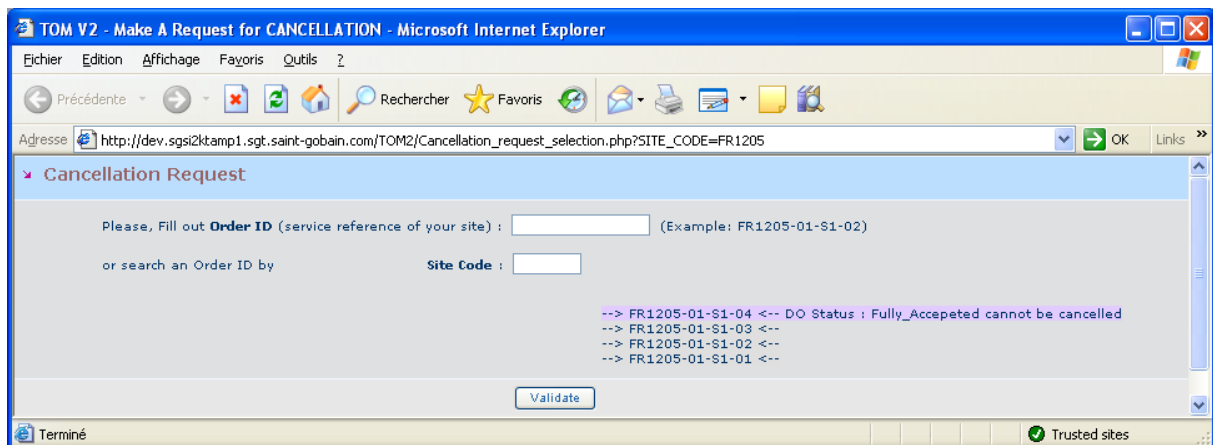 TOM V2 - Make A Request for CANCELLATION - Microsoft Internet Explorer
Fichier Edition Affichage Favoris Outils ?
Précédente Rechercher Favoris
Adresse http://dev.sgsi2ktamp1.sgt.saint-gobain.com/TOM2/Cancellation_request_selection.php?SITE_CODE=FR1205 OK Links »
Cancellation Request
Please, Fill out Order ID (service reference of your site) : (Example: FR1205-01-S1-02)
or search an Order ID by Site Code :
--> FR1205-01-S1-04 <-- DO Status : Fully_Accepeted cannot be cancelled
--> FR1205-01-S1-03 <--
--> FR1205-01-S1-02 <--
--> FR1205-01-S1-01 <--
Validate
Terminé Trusted sites